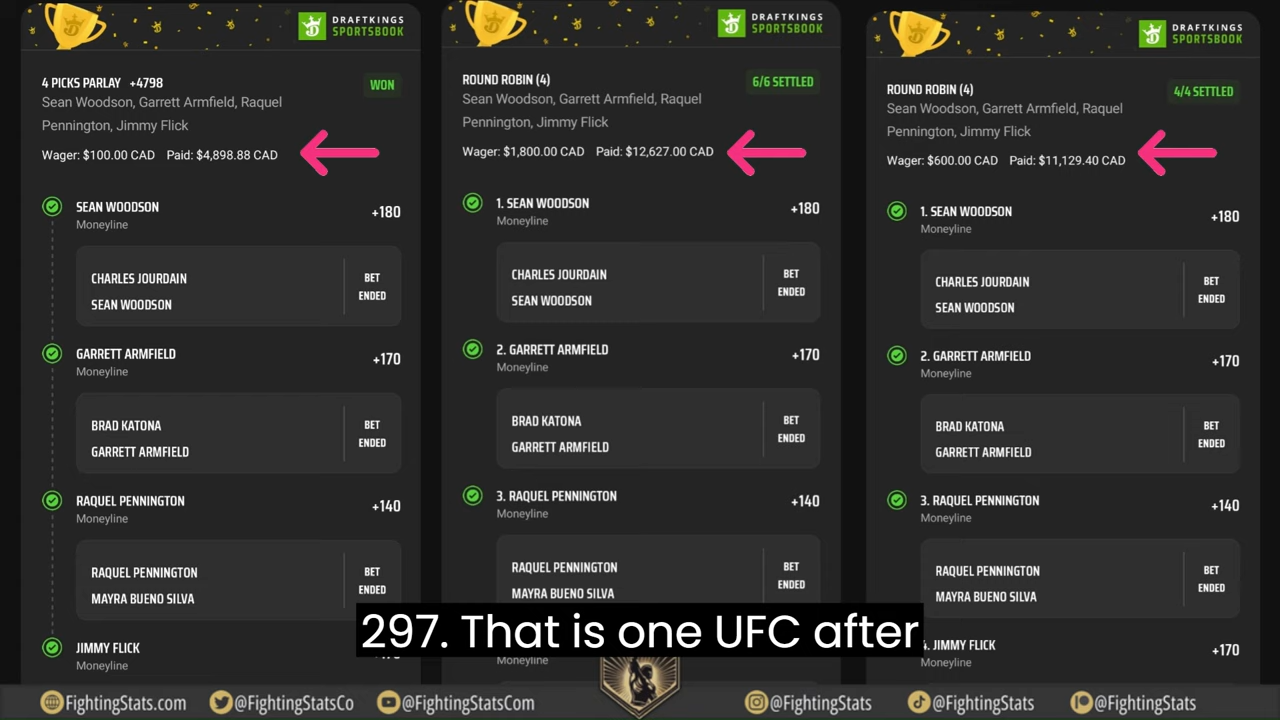 DRAFTKINGS
SPORTSBOOK
4 PICKS PARLAY +4798
WON
Sean Woodson, Garrett Armfield, Raquel
Pennington, Jimmy Flick
Wager: $100.00 CAD Paid: $4,898.88 CAD
SEAN WOODSON
+180
Moneyline
CHARLES JOURDAIN
SEAN WOODSON
BET
ENDED
GARRETT ARMFIELD
+170
Moneyline
BRAD KATONA
GARRETT ARMFIELD
BET
ENDED
RAQUEL PENNINGTON
+140
Moneyline
RAQUEL PENNINGTON
MAYRA BUENO SILVA
BET
ENDED
JIMMY FLICK
Moneyline
DRAFTKINGS
SPORTSBOOK
ROUND ROBIN (4)
6/6 SETTLED
Sean Woodson, Garrett Armfield, Raquel
Pennington, Jimmy Flick
Wager: $1,800.00 CAD Paid: $12,627.00 CAD
1. SEAN WOODSON
+180
Moneyline
CHARLES JOURDAIN
SEAN WOODSON
BET
ENDED
2. GARRETT ARMFIELD
+170
Moneyline
BRAD KATONA
GARRETT ARMFIELD
BET
ENDED
3. RAQUEL PENNINGTON
+140
Moneyline
RAQUEL PENNINGTON
MAYRA BUENO SILVA
BET
ENDED
Moneyline
DRAFTKINGS
SPORTSBOOK
ROUND ROBIN (4)
4/4 SETTLED
Sean Woodson, Garrett Armfield, Raquel
Pennington, Jimmy Flick
Wager: $600.00 CAD Paid: $11,129.40 CAD
1. SEAN WOODSON
+180
Moneyline
CHARLES JOURDAIN
SEAN WOODSON
BET
ENDED
2. GARRETT ARMFIELD
+170
Moneyline
BRAD KATONA
GARRETT ARMFIELD
BET
ENDED
3. RAQUEL PENNINGTON
+140
Moneyline
RAQUEL PENNINGTON
MAYRA BUENO SILVA
BET
ENDED
4. JIMMY FLICK
+170
Moneyline
297. That is one UFC after
FightingStats.com
@FightingStatsCo
@FightingStatsCom
@FightingStats
@FightingStats
@FightingStats